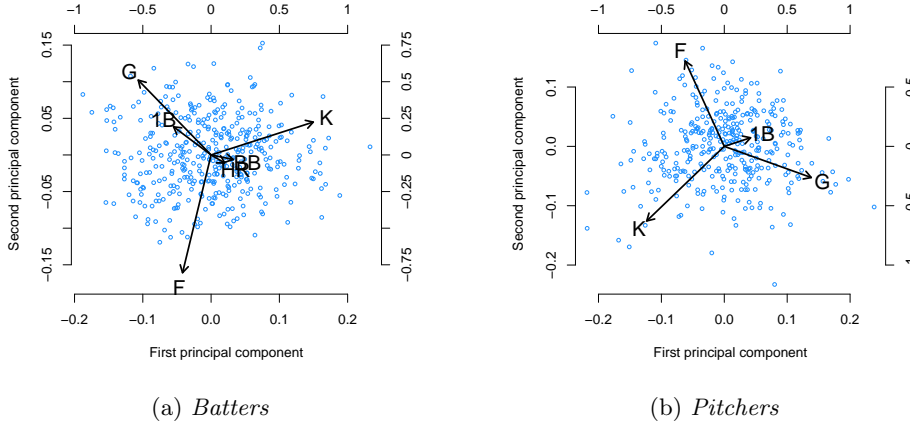 −1 −0.5 0 0.5 1
−0.15 −0.05 0.05 0.15
Second principal component
−0.75 −0.25 0 0.25 0.5 0.75
G
1B
K
BB
HR
F
−0.2 −0.1 0.0 0.1 0.2
First principal component
(a) Batters
−1 −0.5 0 0.5 1
−0.2 −0.1 0.0 0.1
Second principal component
F
1B
G
K
−0.2 −0.1 0.0 0.1 0.2
First principal component
(b) Pitchers